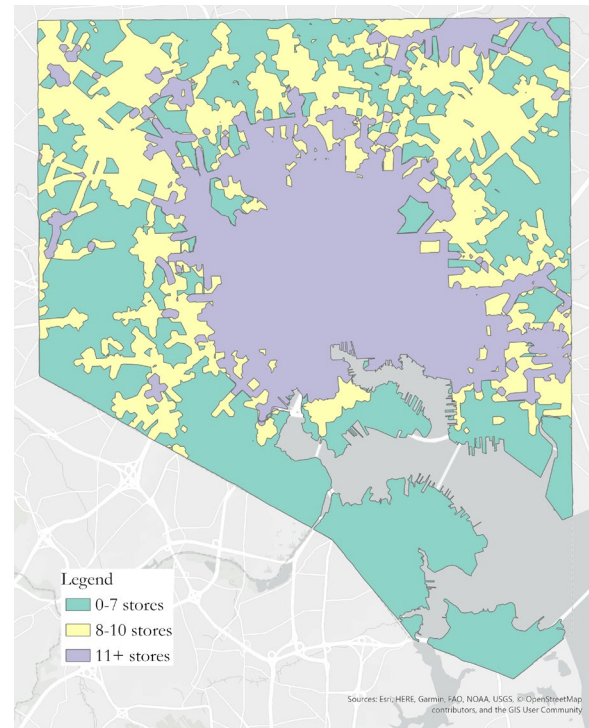 Legend
0-7 stores
8-10 stores
11+ stores
Sources: Esri, HERE, Garmin, FAO, NOAA, USGS, © OpenStreetMap
contributors, and the GIS User Community